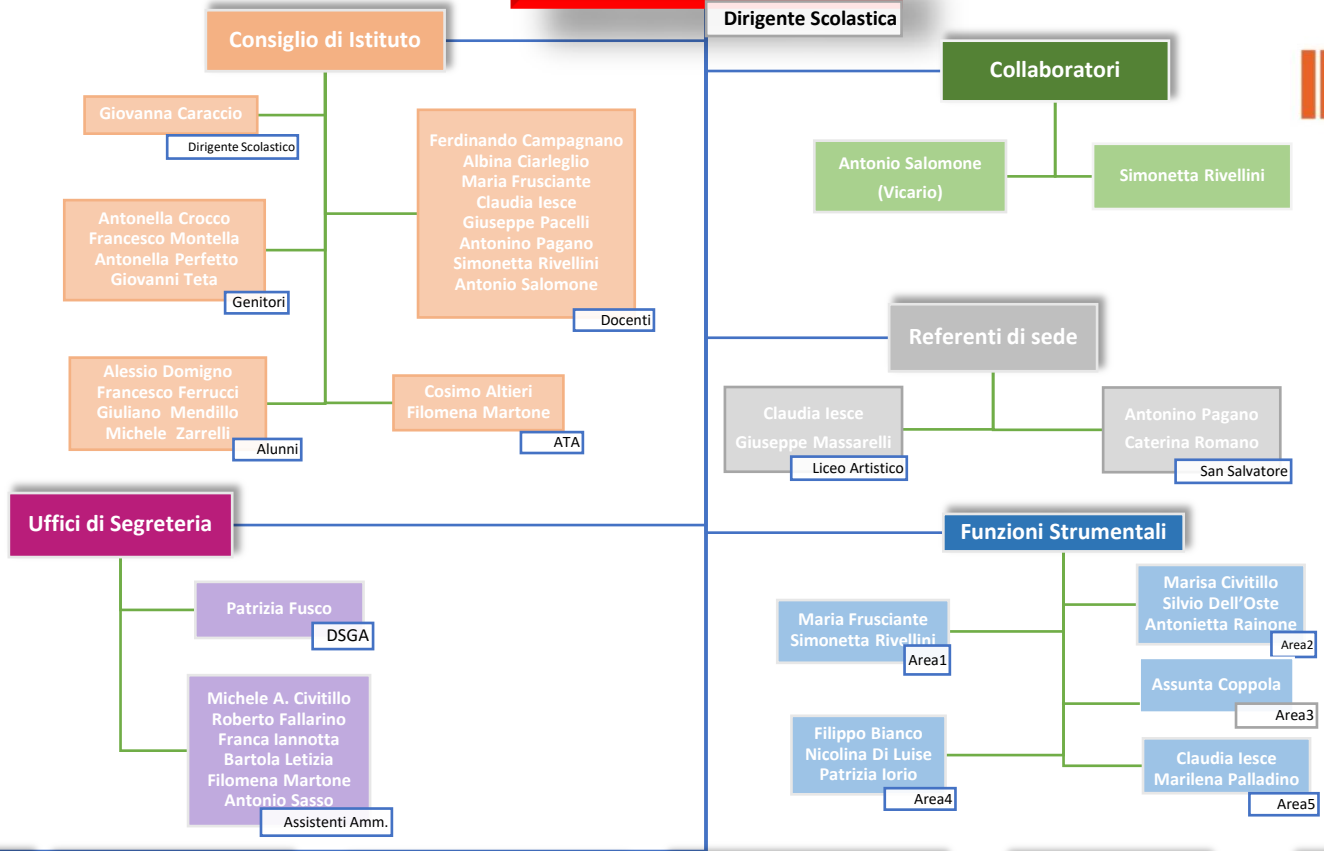 Dirigente Scolastica
Consiglio di Istituto
Giovanna Caraccio
Dirigente Scolastico
Ferdinando Campagnano
Albina Ciarleglio
Maria Frusciante
Claudia Iesce
Giuseppe Pacelli
Antonino Pagano
Simonetta Rivellini
Antonio Salomone
Docenti
Antonella Crocco
Francesco Montella
Antonella Perfetto
Giovanni Teta
Genitori
Alessio Domigno
Francesco Ferrucci
Giuliano Mendillo
Michele Zarrelli
Alunni
Cosimo Altieri
Filomena Martone
ATA
Collaboratori
Antonio Salomone
(Vicario)
Simonetta Rivellini
Referenti di sede
Claudia Iesce
Giuseppe Massarelli
Liceo Artistico
Antonino Pagano
Caterina Romano
San Salvatore
Uffici di Segreteria
Patrizia Fusco
DSGA
Michele A. Civitillo
Roberto Fallarino
Franca Iannotta
Bartola Letizia
Filomena Martone
Antonio Sasso
Assistenti Amm.
Funzioni Strumentali
Maria Frusciante
Simonetta Rivellini
Area1
Marisa Civitillo
Silvio Dell’Oste
Antonietta Rainone
Area2
Assunta Coppola
Area3
Filippo Bianco
Nicolina Di Luise
Patrizia Iorio
Area4
Claudia Iesce
Marilena Palladino
Area5